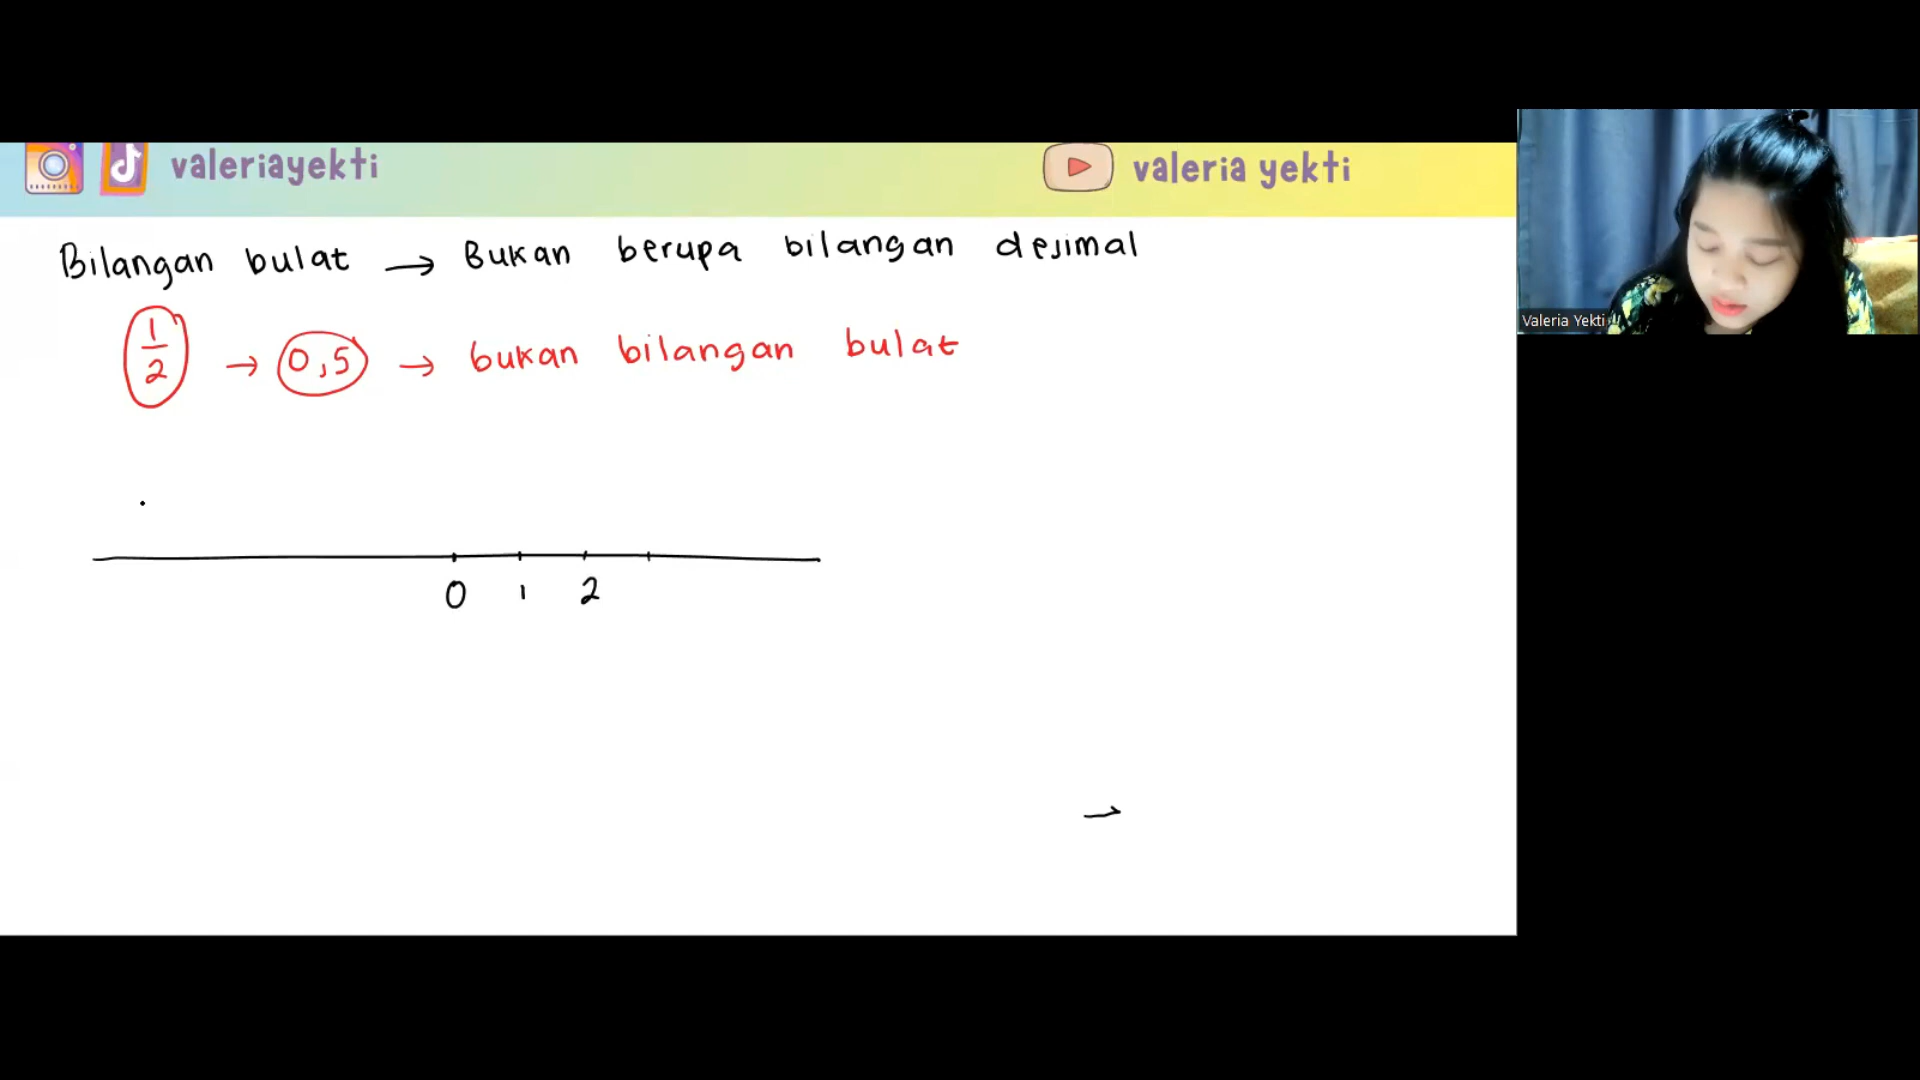 valeriayekti
valeria yekti
Bilangan bulat → Bukan berupa bilangan desimal
1/2 → 0,5 → bukan bilangan bulat
0 1 2
Valeria Yekti